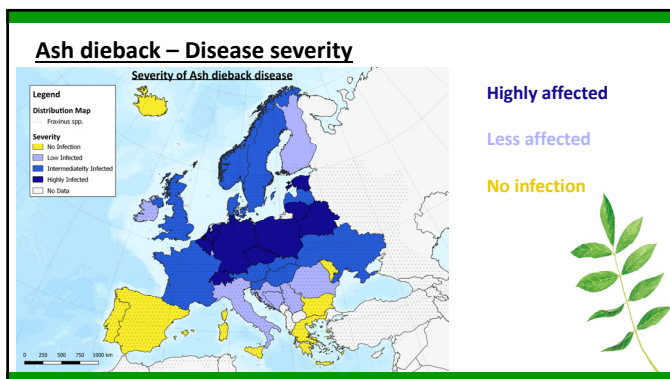 Ash dieback – Disease severity
Severity of Ash dieback disease
Legend
Distribution Map
Fraxinus spp.
Severity
No Infection
Low Infected
Intermediatelty Infected
Highly Infected
No Data
0 250 500 750 1000 km
Highly affected
Less affected
No infection